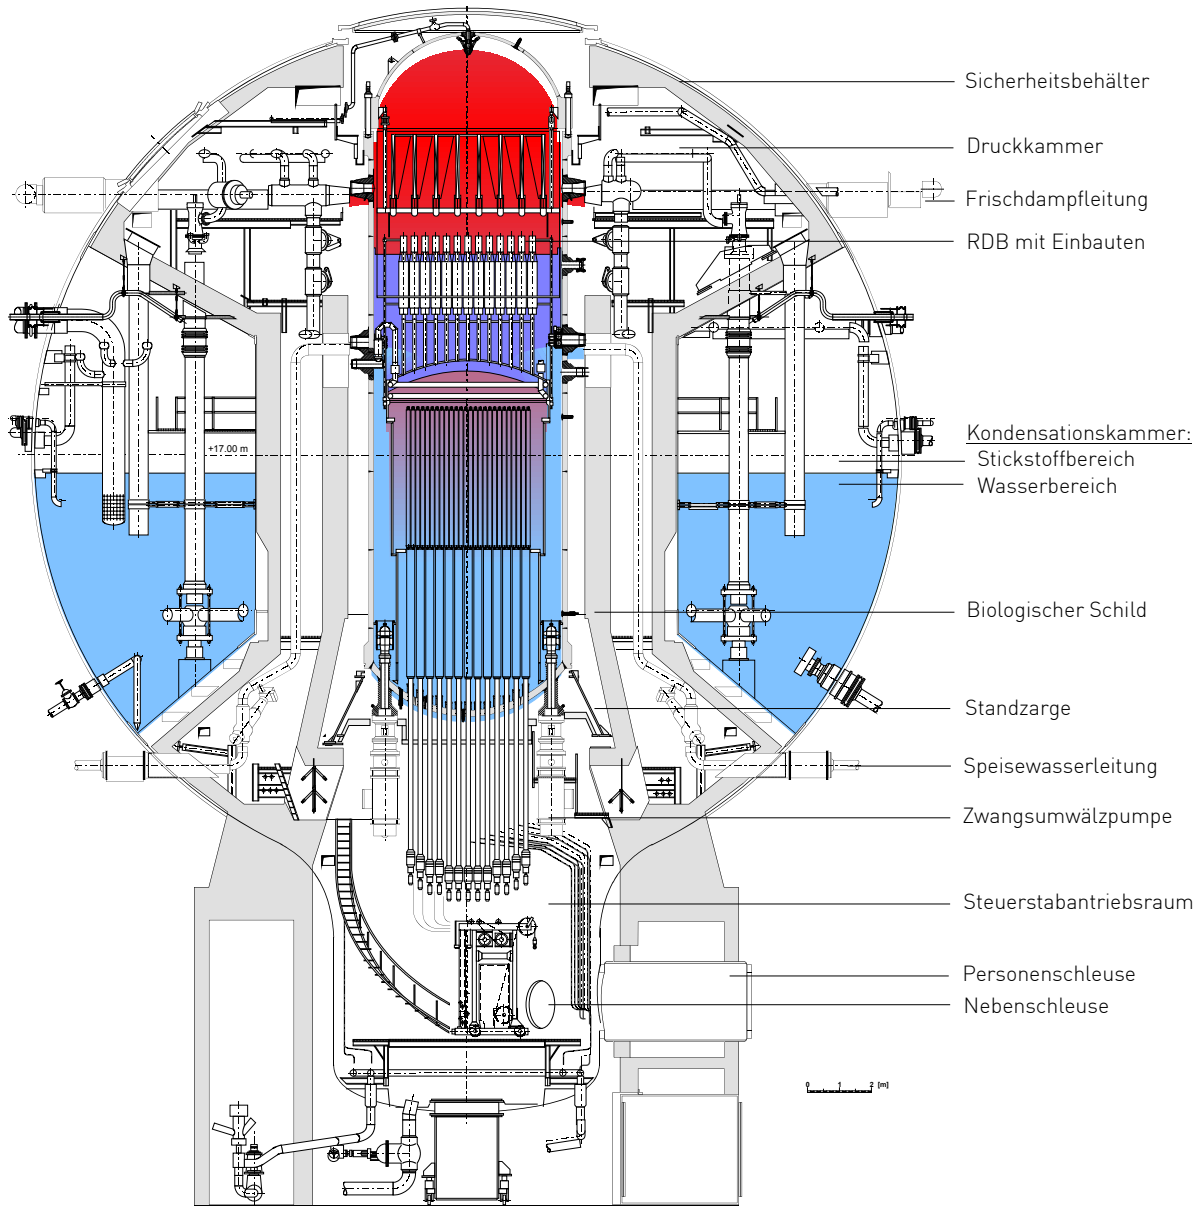 Sicherheitsbehälter
Druckkammer
Frischdampfleitung
RDB mit Einbauten
Kondensationskammer:
+17.00 m
Stickstoffbereich
Wasserbereich
Biologischer Schild
Standzarge
Speisewasserleitung
Zwangsumwälzpumpe
Steuerstabantriebsraum
Personenschleuse
Nebenschleuse
0 1 2 [m]